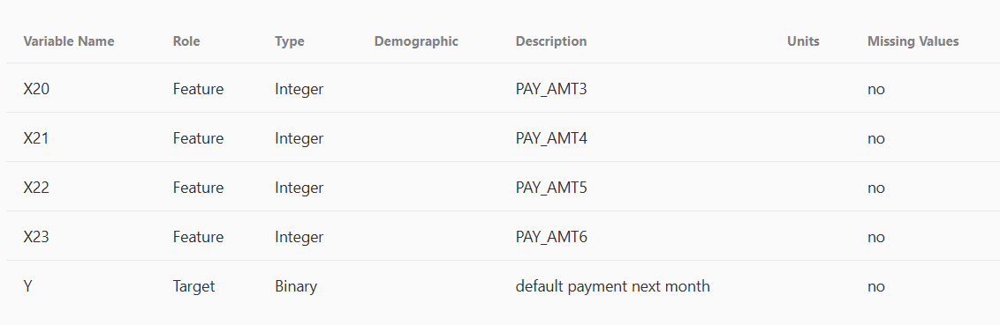 Variable Name Role Type Demographic Description Units Missing Values
X20 Feature Integer PAY_AMT3 no
X21 Feature Integer PAY_AMT4 no
X22 Feature Integer PAY_AMT5 no
X23 Feature Integer PAY_AMT6 no
Y Target Binary default payment next month no